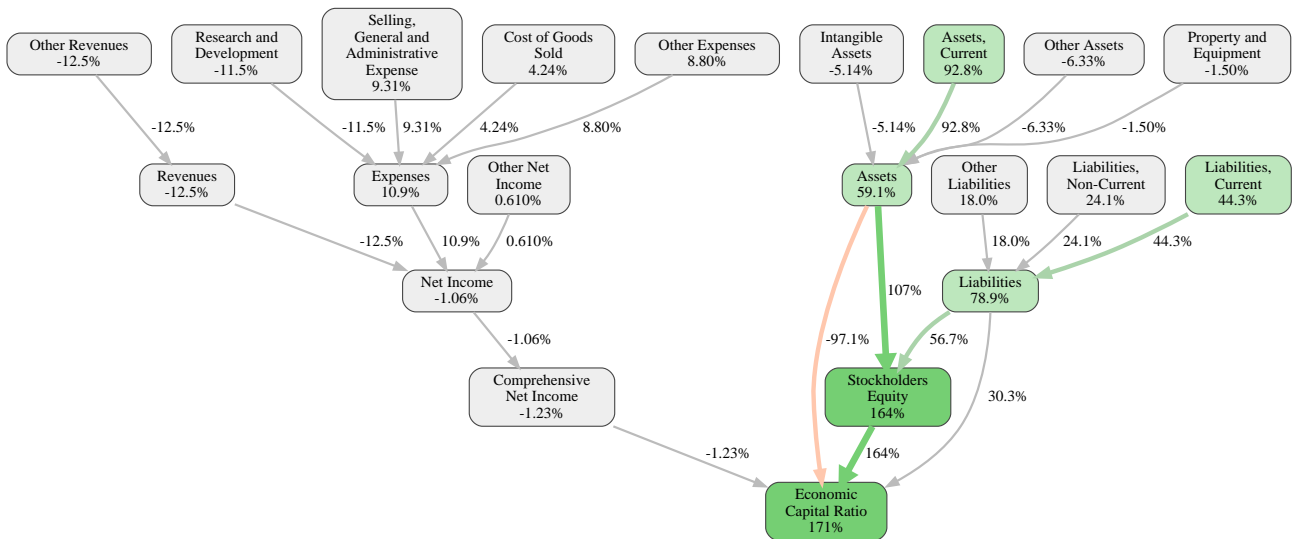 Other Revenues
-12.5%
Research and
Development
-11.5%
Selling,
General and
Administrative
Expense
9.31%
Cost of Goods
Sold
4.24%
Other Expenses
8.80%
Intangible
Assets
-5.14%
Assets,
Current
92.8%
Other Assets
-6.33%
Property and
Equipment
-1.50%
-12.5%
-11.5%
9.31%
4.24%
8.80%
-5.14%
92.8%
-6.33%
-1.50%
Revenues
-12.5%
Expenses
10.9%
Other Net
Income
0.610%
Assets
59.1%
Other
Liabilities
18.0%
Liabilities,
Non-Current
24.1%
Liabilities,
Current
44.3%
-12.5%
10.9%
0.610%
18.0%
24.1%
44.3%
Net Income
-1.06%
107%
Liabilities
78.9%
-1.06%
-97.1%
56.7%
Comprehensive
Net Income
-1.23%
Stockholders
Equity
164%
30.3%
-1.23%
164%
Economic
Capital Ratio
171%